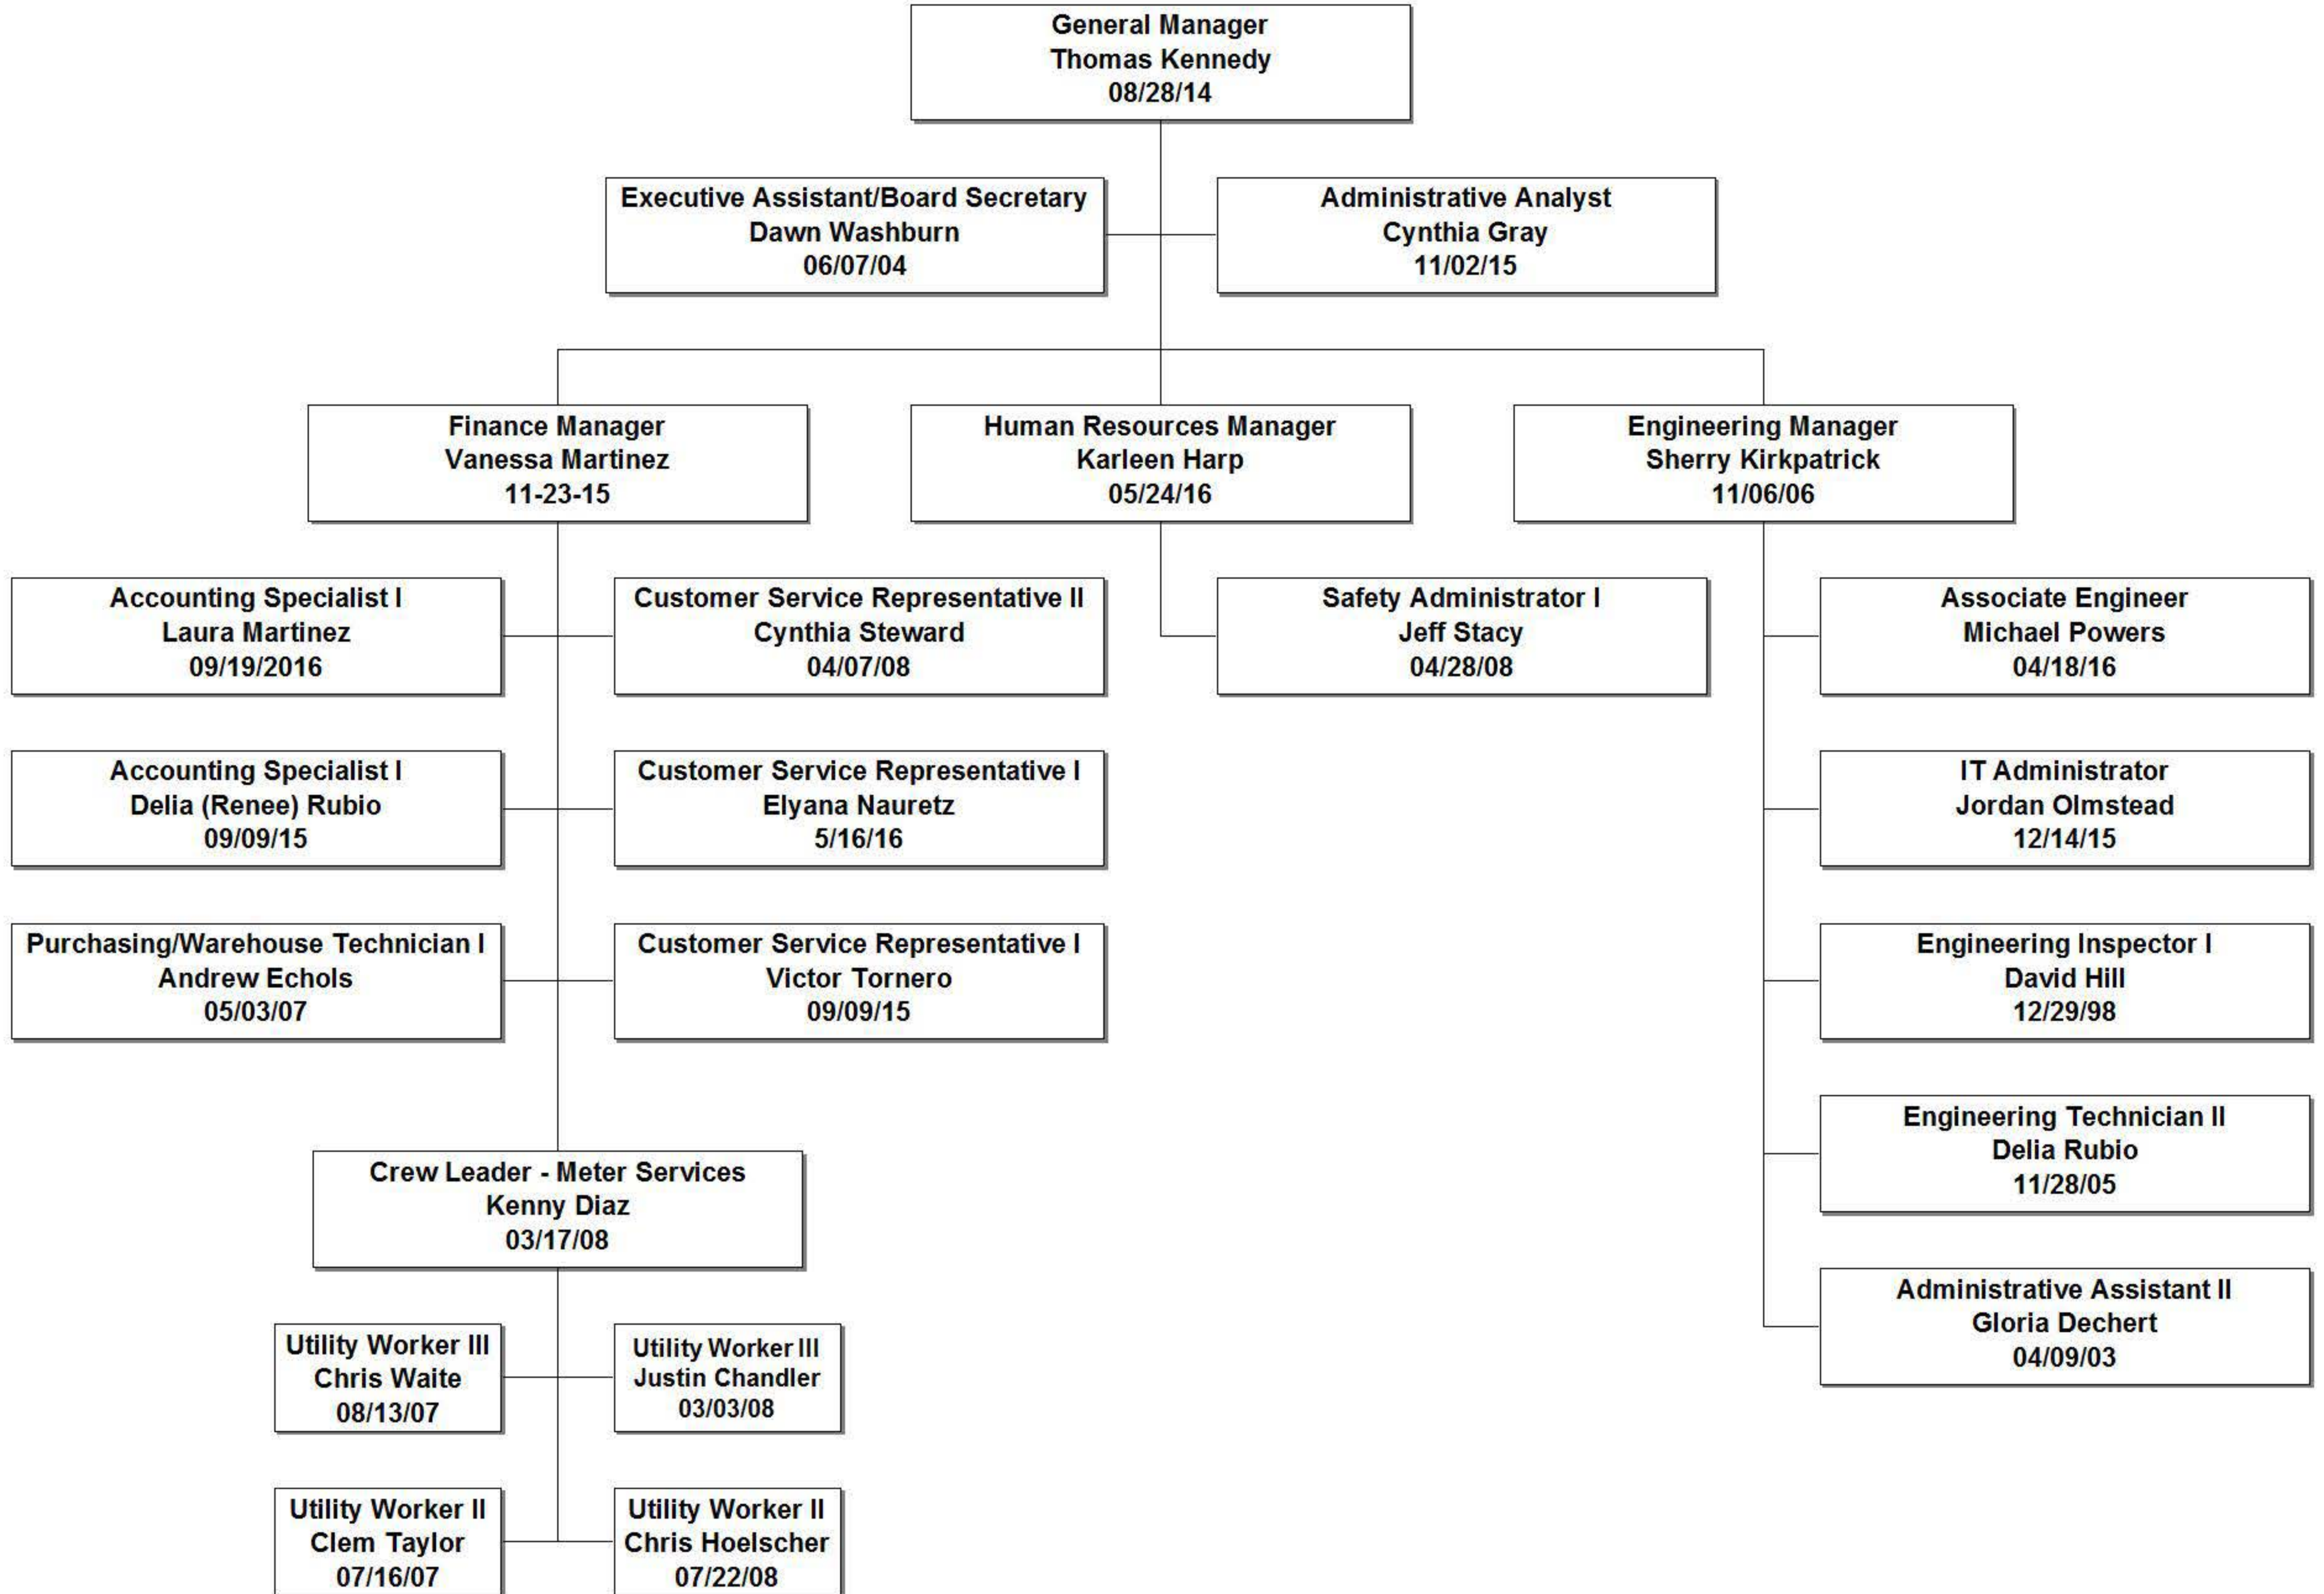 General Manager
Thomas Kennedy
08/28/14
Executive Assistant/Board Secretary
Dawn Washburn
06/07/04
Administrative Analyst
Cynthia Gray
11/02/15
Finance Manager
Vanessa Martinez
11-23-15
Human Resources Manager
Karleen Harp
05/24/16
Engineering Manager
Sherry Kirkpatrick
11/06/06
Accounting Specialist I
Laura Martinez
09/19/2016
Customer Service Representative II
Cynthia Steward
04/07/08
Safety Administrator I
Jeff Stacy
04/28/08
Associate Engineer
Michael Powers
04/18/16
Accounting Specialist I
Delia (Renee) Rubio
09/09/15
Customer Service Representative I
Elyana Nauretz
5/16/16
IT Administrator
Jordan Olmstead
12/14/15
Purchasing/Warehouse Technician I
Andrew Echols
05/03/07
Customer Service Representative I
Victor Tornero
09/09/15
Engineering Inspector I
David Hill
12/29/98
Engineering Technician II
Delia Rubio
11/28/05
Crew Leader - Meter Services
Kenny Diaz
03/17/08
Administrative Assistant II
Gloria Dechert
04/09/03
Utility Worker III
Chris Waite
08/13/07
Utility Worker III
Justin Chandler
03/03/08
Utility Worker II
Clem Taylor
07/16/07
Utility Worker II
Chris Hoelscher
07/22/08